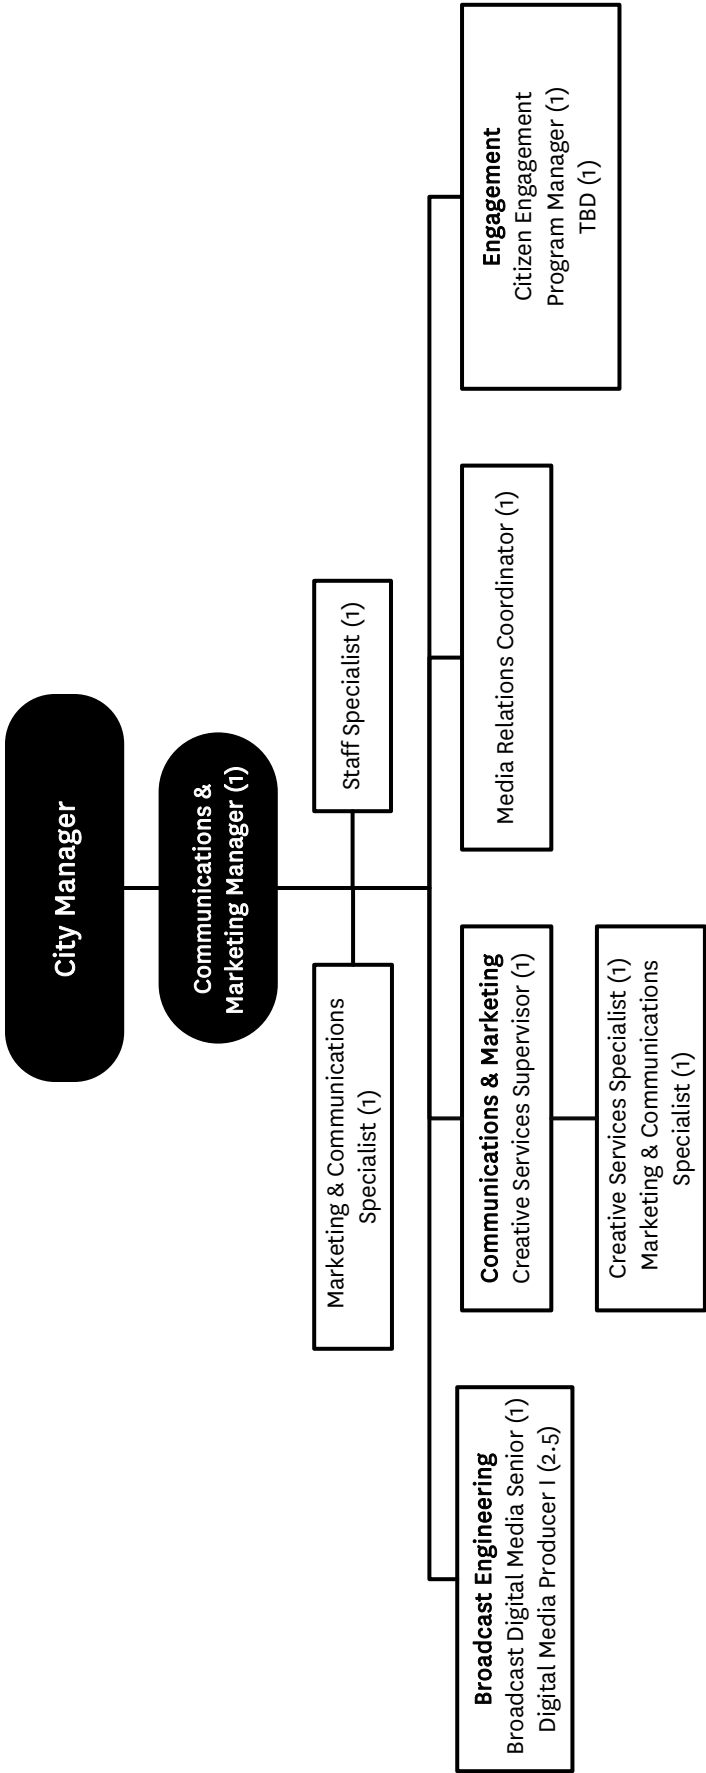 City Manager
Communications &
Marketing Manager (1)
Marketing & Communications
Specialist (1)
Staff Specialist (1)
Broadcast Engineering
Broadcast Digital Media Senior (1)
Digital Media Producer I (2.5)
Communications & Marketing
Creative Services Supervisor (1)
Creative Services Specialist (1)
Marketing & Communications
Specialist (1)
Media Relations Coordinator (1)
Engagement
Citizen Engagement
Program Manager (1)
TBD (1)